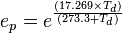 e_p = e^{\frac{(17.269 \times T_d)}{(273.3 + T_d)}}